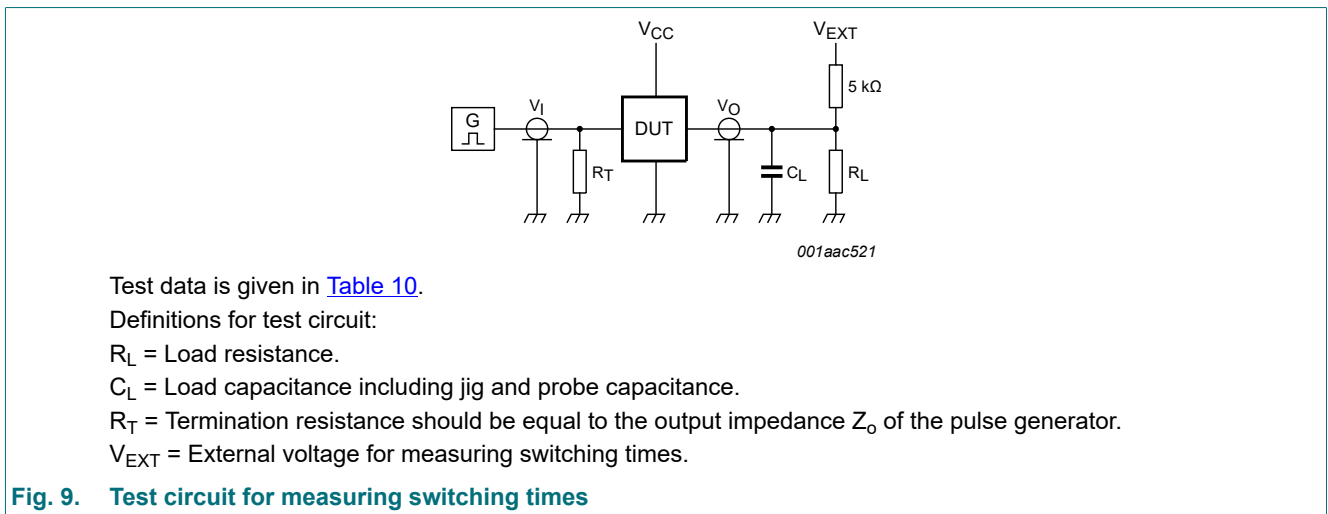 VCC
VEXT
5 kΩ
G
VI
VO
DUT
RT
CL
RL
001aac521
Test data is given in Table 10.
Definitions for test circuit:
RL = Load resistance.
CL = Load capacitance including jig and probe capacitance.
RT = Termination resistance should be equal to the output impedance Zo of the pulse generator.
VEXT = External voltage for measuring switching times.
Fig. 9. Test circuit for measuring switching times